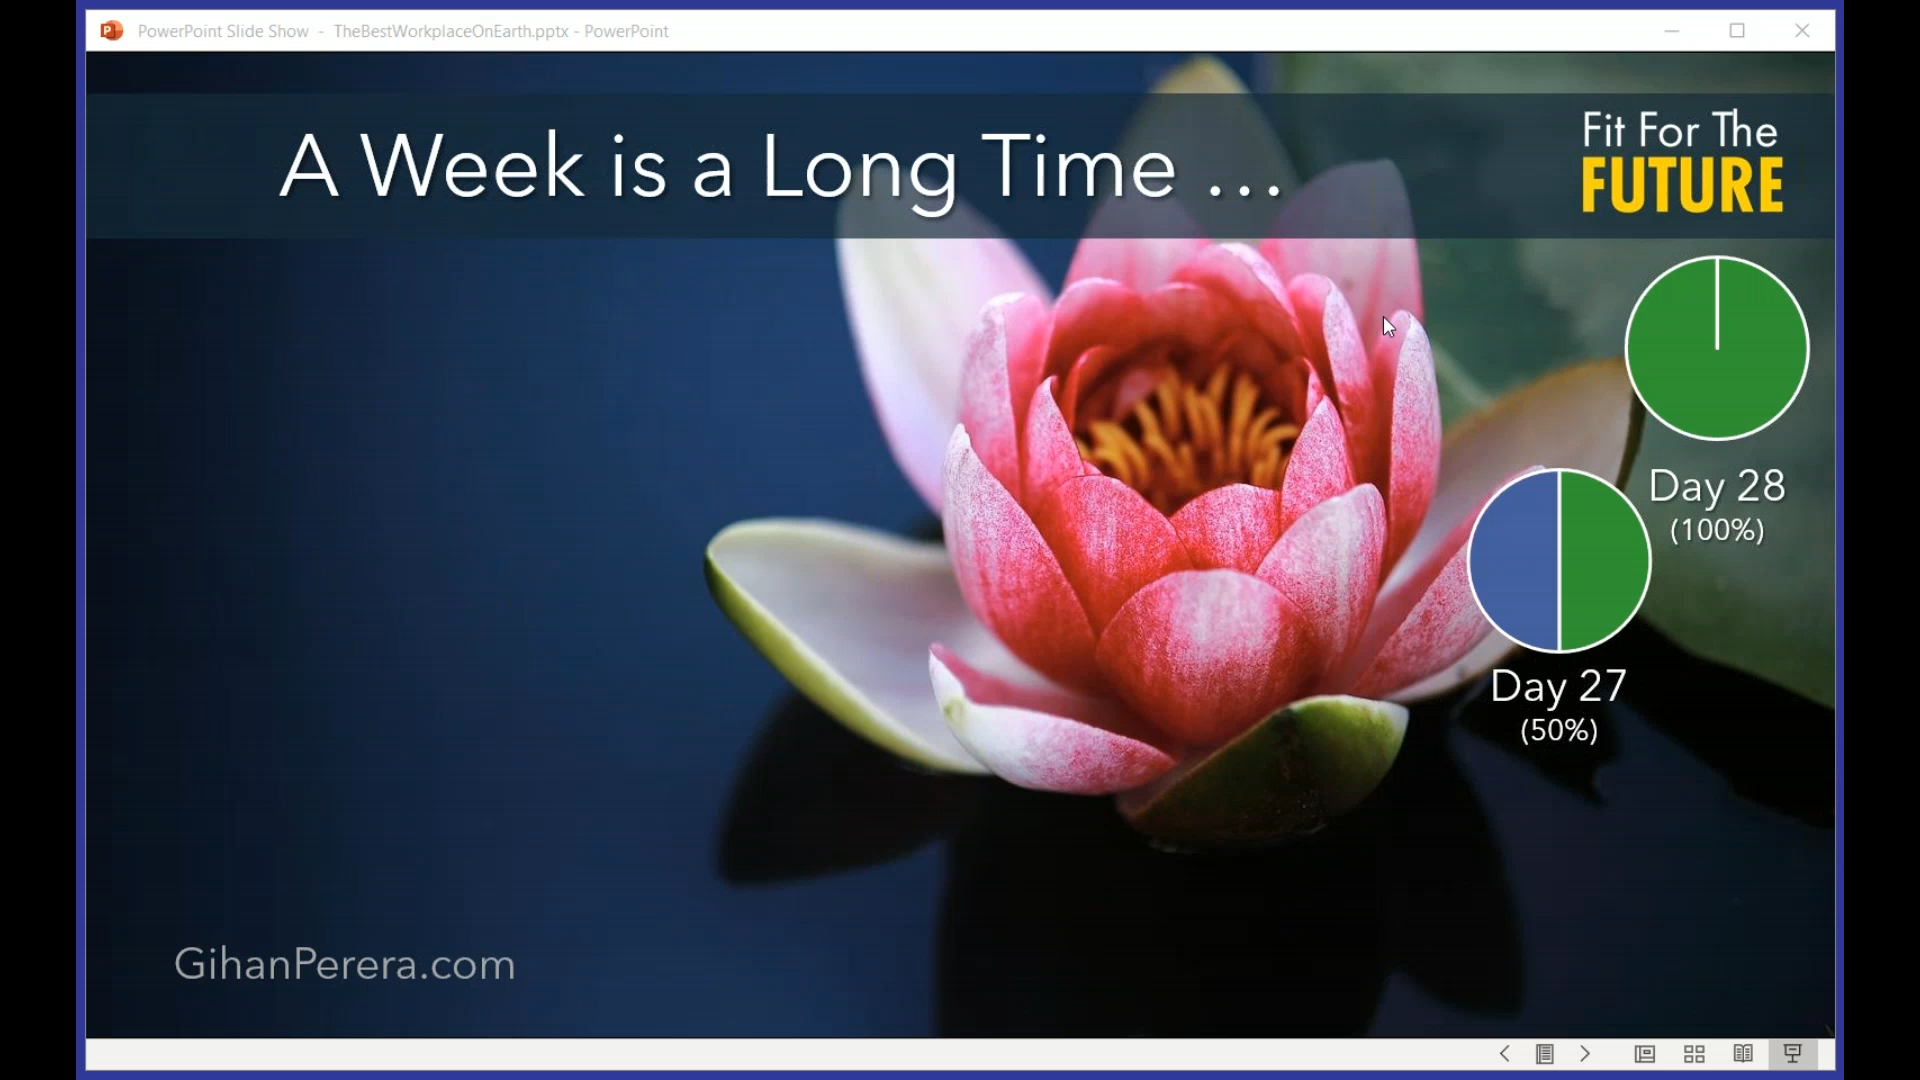 PowerPoint Slide Show - TheBestWorkplaceOnEarth.pptx - PowerPoint
A Week is a Long Time ...
Fit For The
FUTURE
Day 28
(100%)
Day 27
(50%)
GihanPerera.com